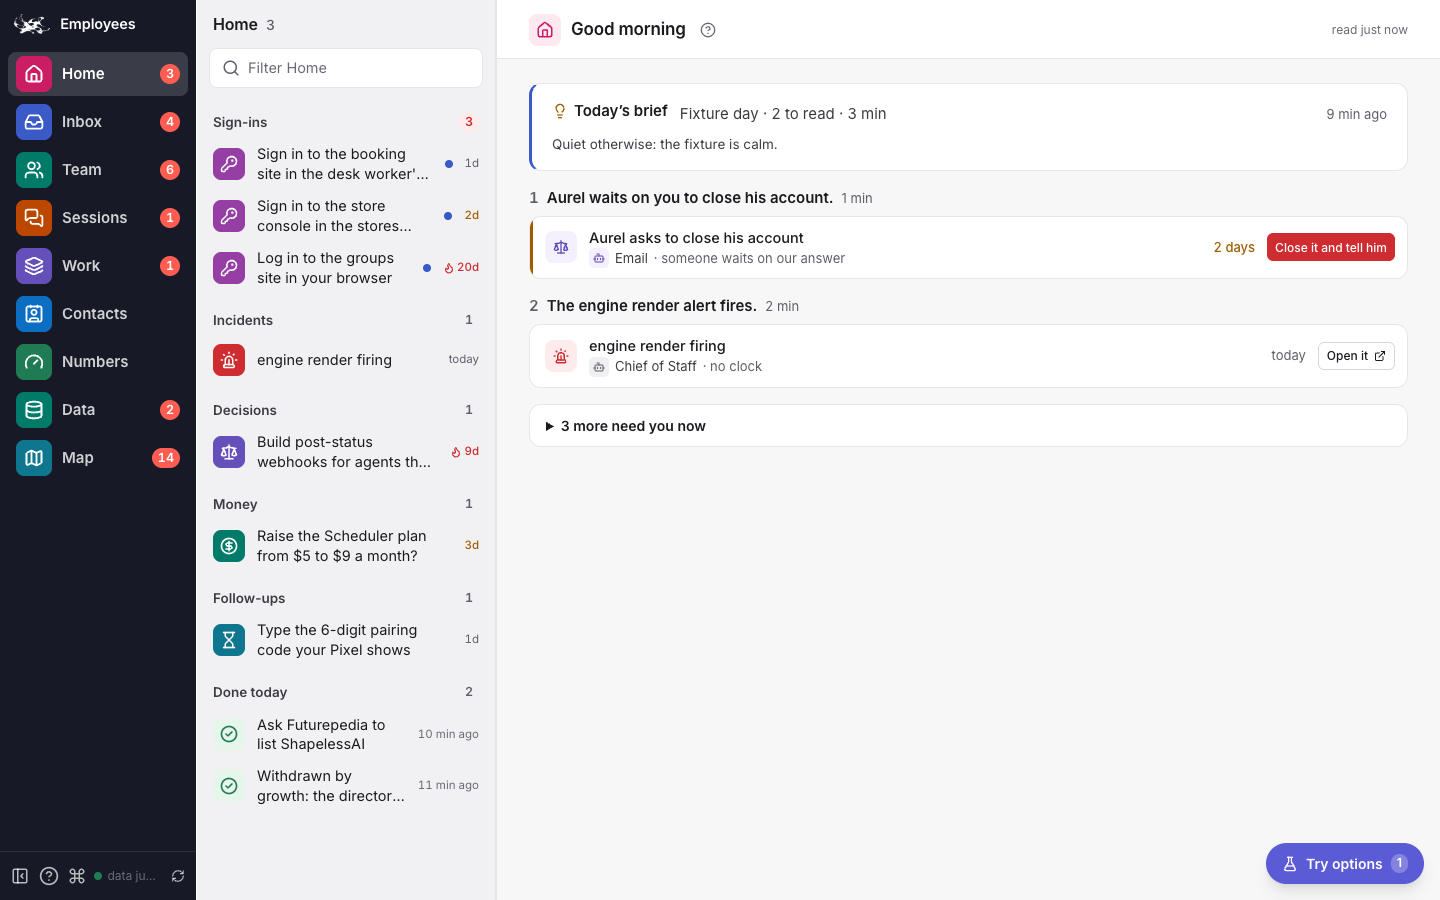 Employees
Home 3
Inbox 4
Team 6
Sessions 1
Work 1
Contacts
Numbers
Data 2
Map 14
data ju...
Home 3
Filter Home
Sign-ins 3
Sign in to the booking
site in the desk worker'... 1d
Sign in to the store
console in the stores... 2d
Log in to the groups
site in your browser 20d
Incidents 1
engine render firing today
Decisions 1
Build post-status
webhooks for agents th... 9d
Money 1
Raise the Scheduler plan
from $5 to $9 a month? 3d
Follow-ups 1
Type the 6-digit pairing
code your Pixel shows 1d
Done today 2
Ask Futurepedia to
list ShapelessAI 10 min ago
Withdrawn by
growth: the director... 11 min ago
Good morning read just now
Today's brief Fixture day · 2 to read · 3 min 9 min ago
Quiet otherwise: the fixture is calm.
1 Aurel waits on you to close his account. 1 min
Aurel asks to close his account
Email · someone waits on our answer
2 days Close it and tell him
2 The engine render alert fires. 2 min
engine render firing
Chief of Staff · no clock
today Open it
3 more need you now
Try options 1